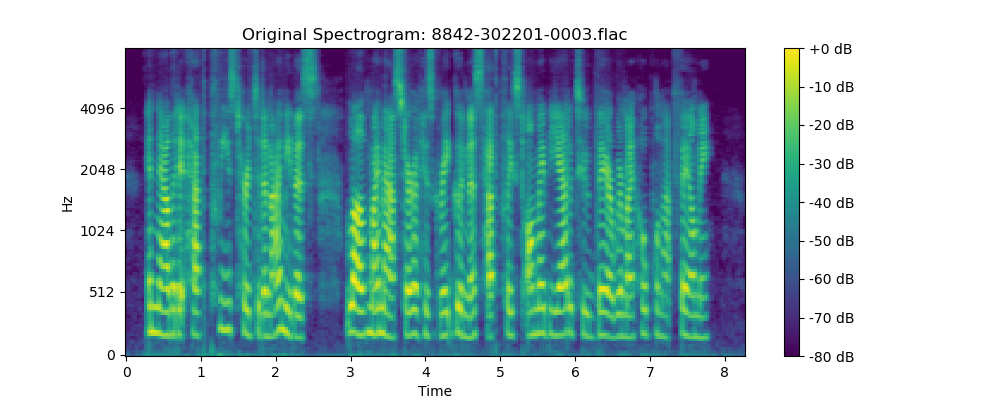 Original Spectrogram: 8842-302201-0003.flac
+0 dB
-10 dB
-20 dB
-30 dB
-40 dB
-50 dB
-60 dB
-70 dB
-80 dB
Hz
4096
2048
1024
512
0
0 1 2 3 4 5 6 7 8
Time